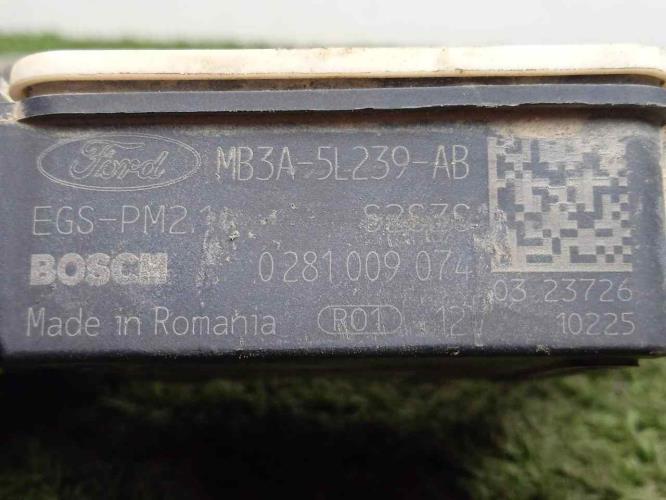 Ford MB3A-5L239-AB
EGS-PM2.1
BOSCH 0 281 009 074 03 23726
Made in Romania R01 12V 10225